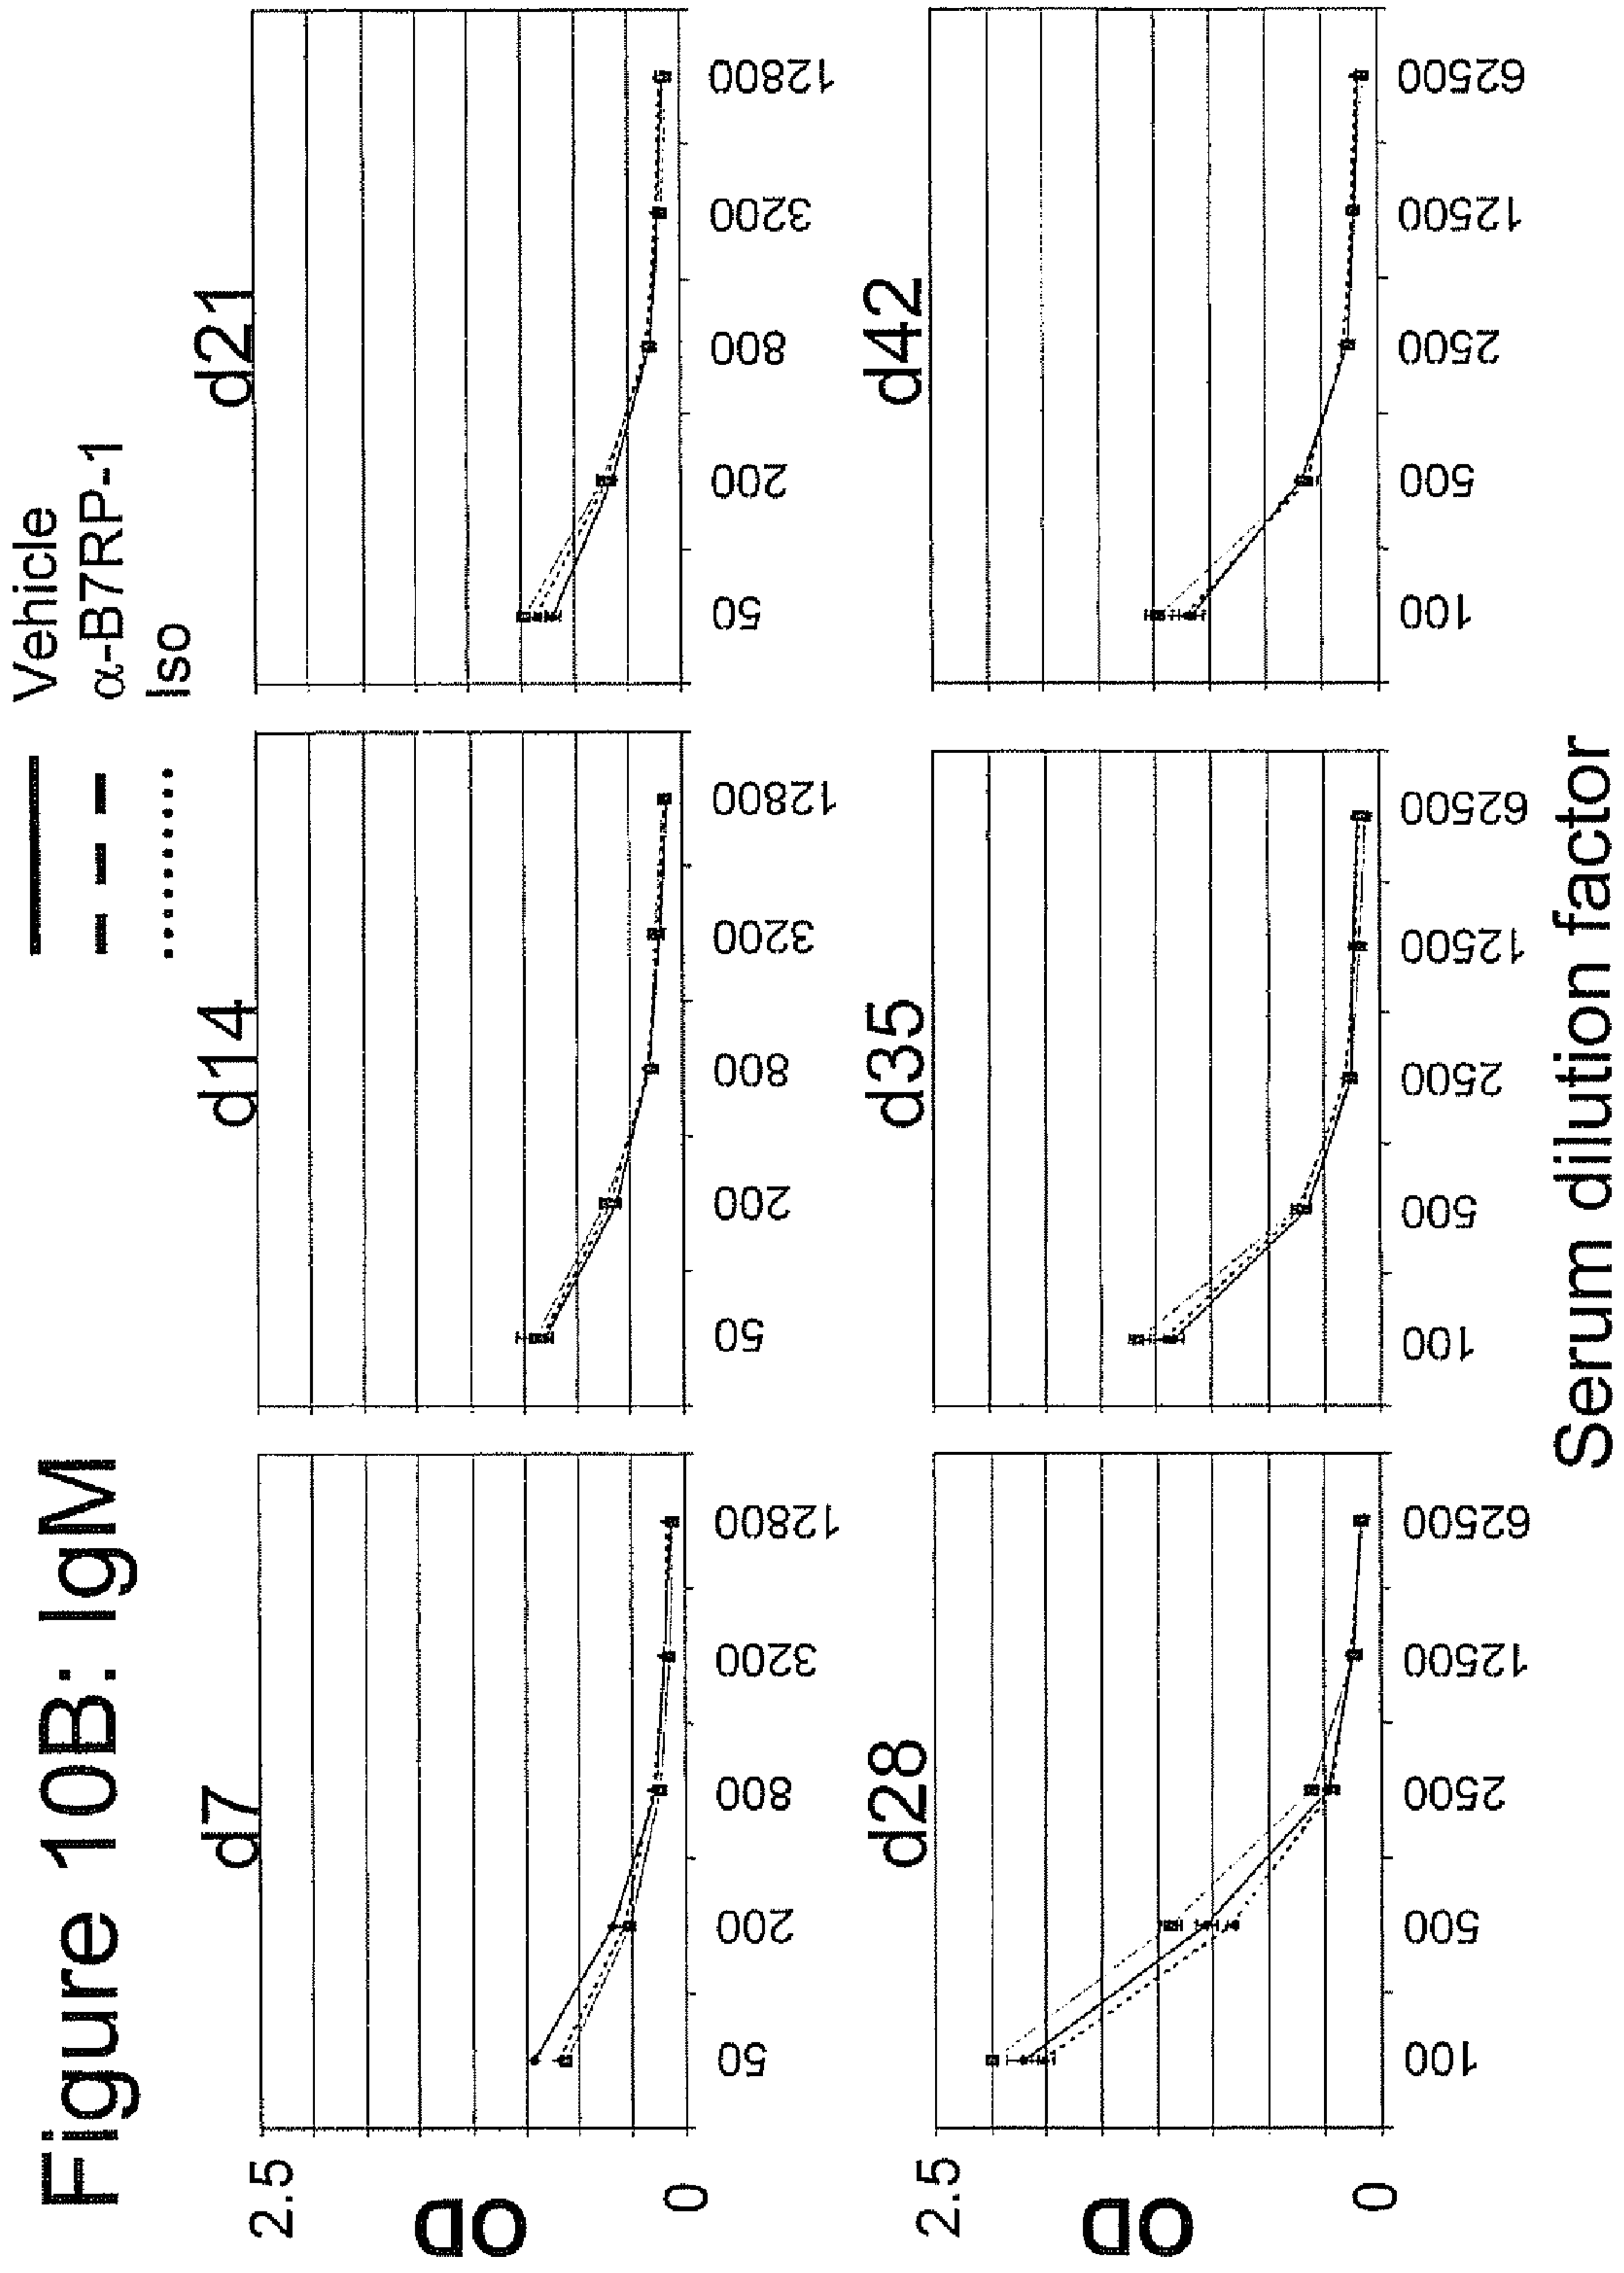 Figure 10B: IgM
Vehicle
α-B7RP-1
Iso
d7
d14
d21
2.5
OD
0
50
200
800
3200
12800
50
200
800
3200
12800
50
200
800
3200
12800
d28
d35
d42
2.5
OD
0
100
500
2500
12500
62500
100
500
2500
12500
62500
100
500
2500
12500
62500
Serum dilution factor